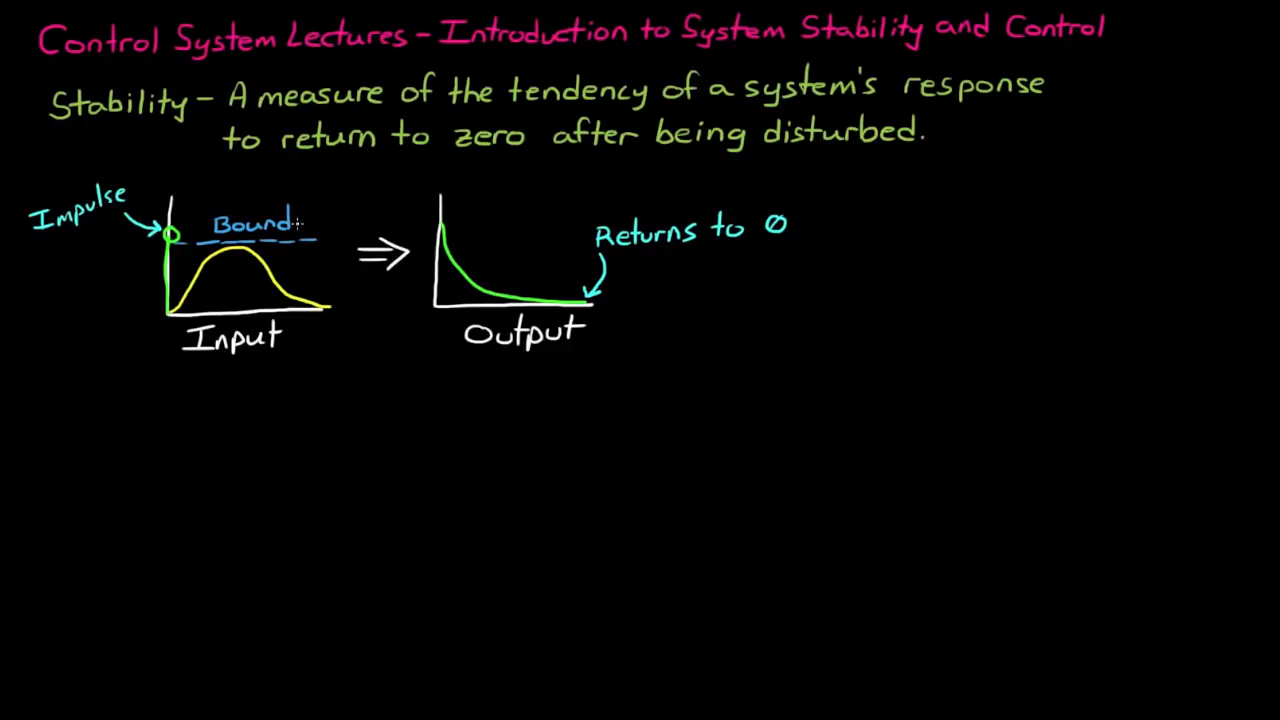 Control System Lectures - Introduction to System Stability and Control
Stability - A measure of the tendency of a system's response
to return to zero after being disturbed.
Impulse
Bound
Returns to 0
Input
Output